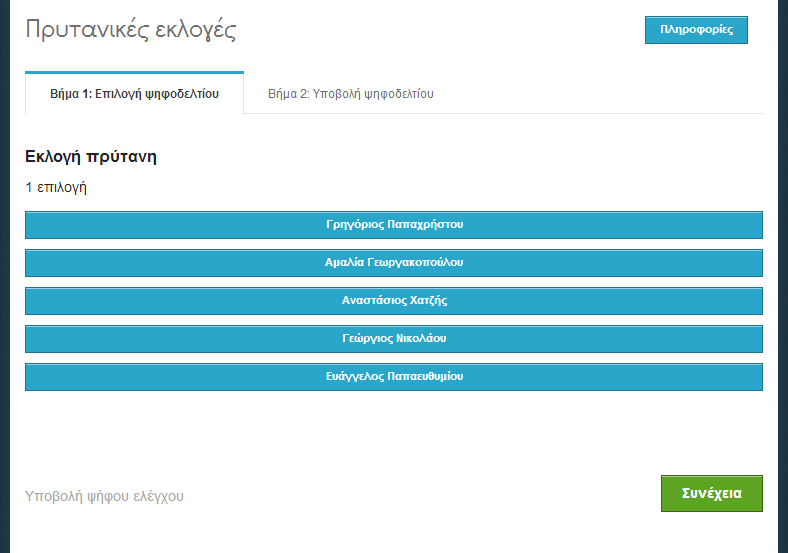 Πρυτανικές εκλογές
Πληροφορίες
Βήμα 1: Επιλογή ψηφοδελτίου
Βήμα 2: Υποβολή ψηφοδελτίου
Εκλογή πρύτανη
1 επιλογή
Γρηγόριος Παπαχρήστου
Αμαλία Γεωργακοπούλου
Αναστάσιος Χατζής
Γεώργιος Νικολάου
Ευάγγελος Παπαευθυμίου
Υποβολή ψήφου ελέγχου
Συνέχεια